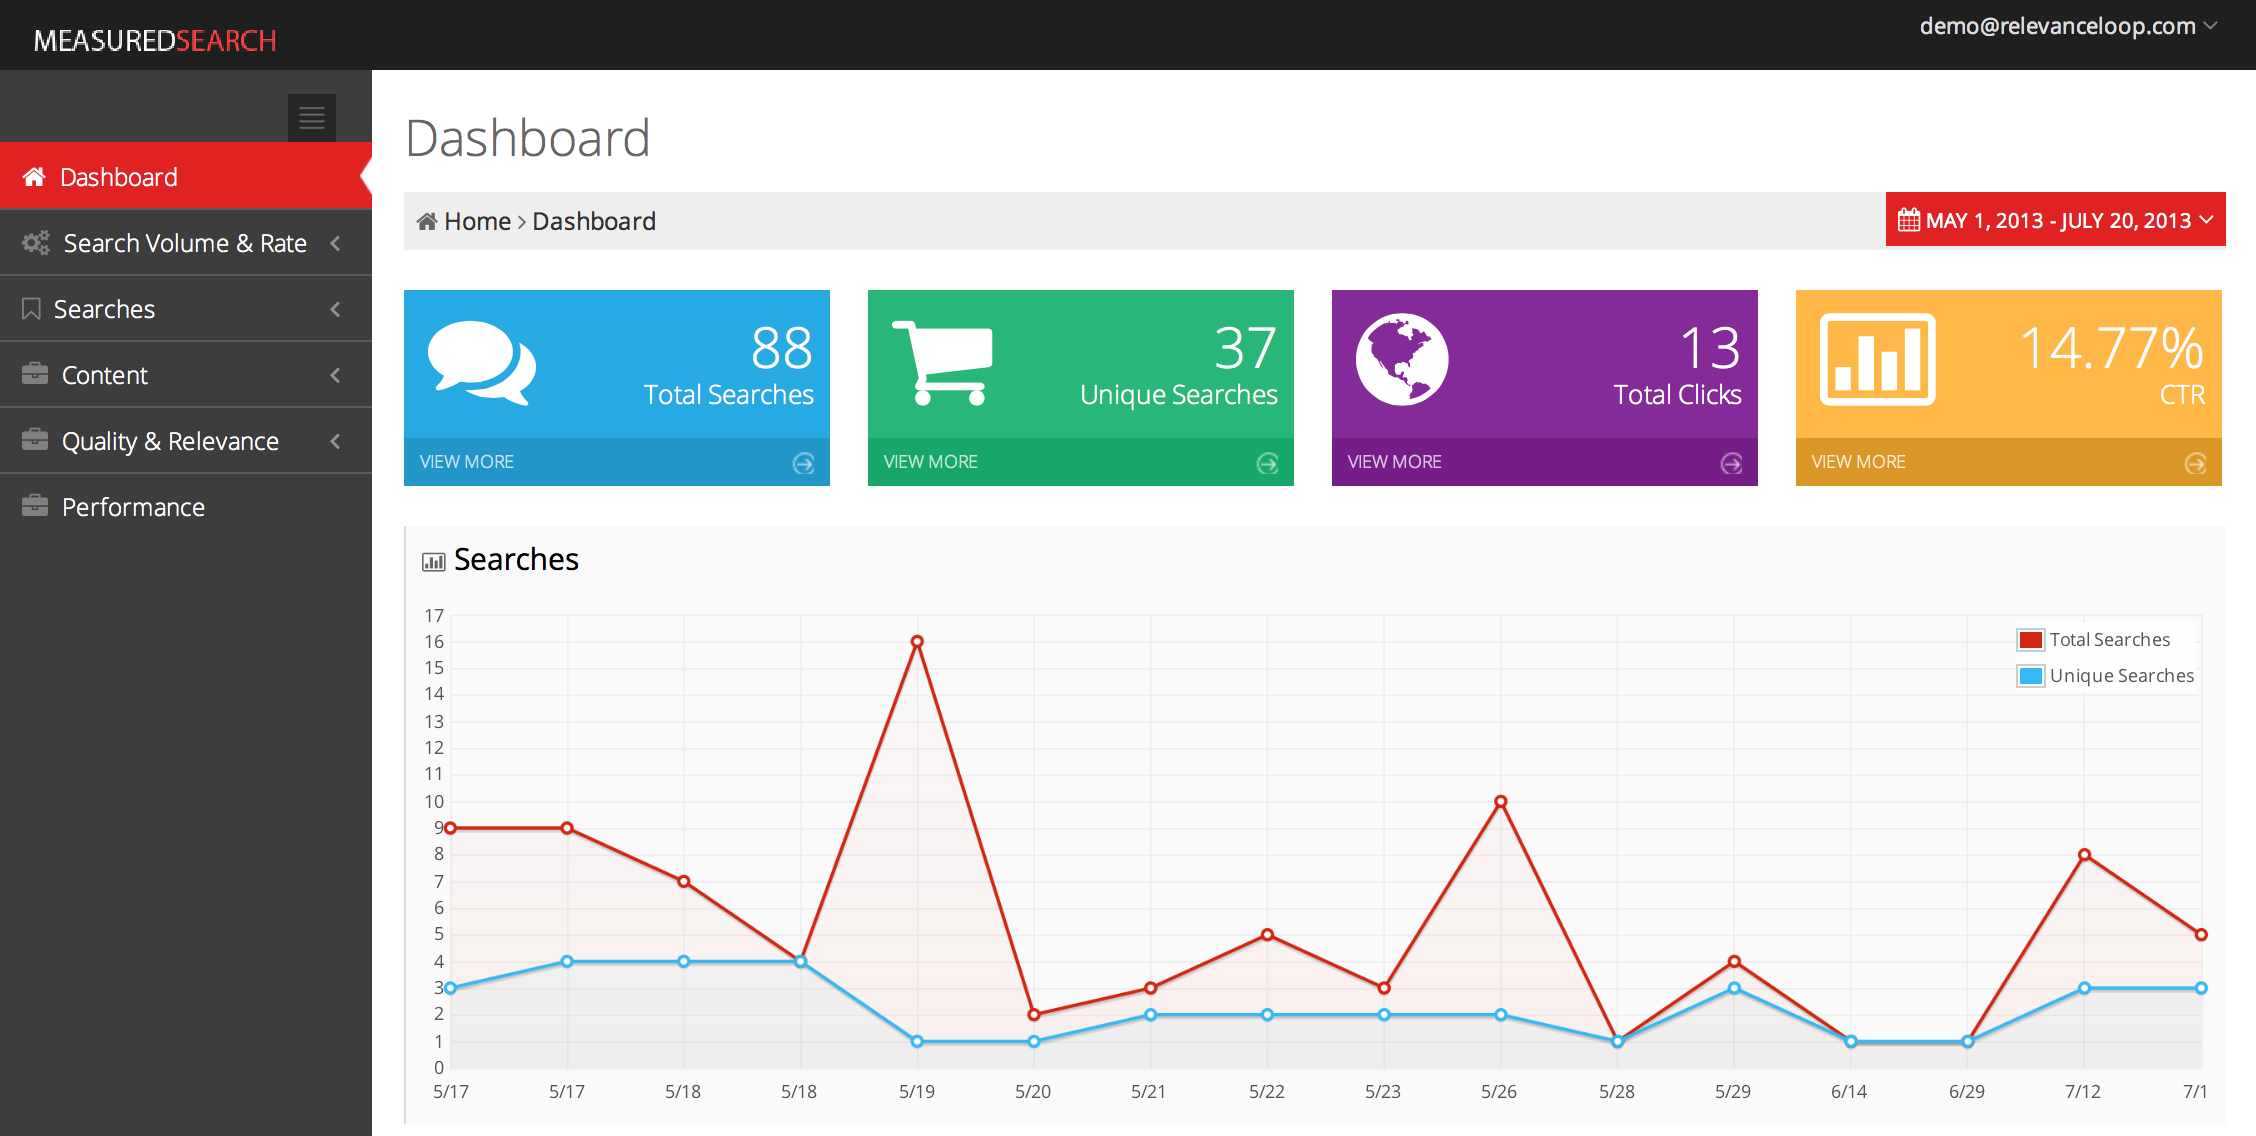 MEASUREDSEARCH
demo@relevanceloop.com
Dashboard
Search Volume & Rate
Searches
Content
Quality & Relevance
Performance
Dashboard
Home > Dashboard
MAY 1, 2013 - JULY 20, 2013
88
Total Searches
VIEW MORE
37
Unique Searches
VIEW MORE
13
Total Clicks
VIEW MORE
14.77%
CTR
VIEW MORE
Searches
Total Searches
Unique Searches
17
16
15
14
13
12
11
10
9
8
7
6
5
4
3
2
1
0
5/17 5/17 5/18 5/18 5/19 5/20 5/21 5/22 5/23 5/26 5/28 5/29 6/14 6/29 7/12 7/1